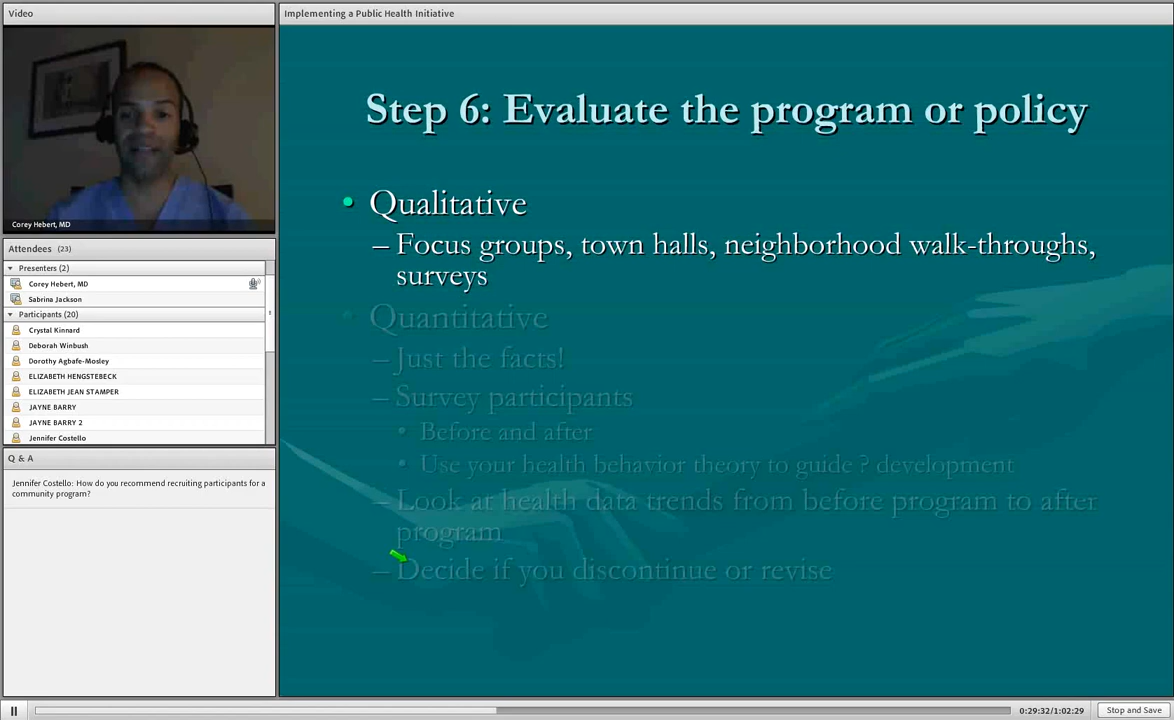 Video
Implementing a Public Health Initiative
Corey Hebert, MD
Attendees (23)
Presenters (2)
Corey Hebert, MD
Sabrina Jackson
Participants (20)
Crystal Kinnard
Deborah Winbush
Dorothy Agbafe-Mosley
ELIZABETH HENGSTEBECK
ELIZABETH JEAN STAMPER
JAYNE BARRY
JAYNE BARRY 2
Jennifer Costello
Q & A
Jennifer Costello: How do you recommend recruiting participants for a
community program?
Step 6: Evaluate the program or policy
• Qualitative
– Focus groups, town halls, neighborhood walk-throughs,
surveys
• Quantitative
– Just the facts!
– Survey participants
• Before and after
• Use your health behavior theory to guide ? development
– Look at health data trends from before program to after
program
– Decide if you discontinue or revise
0:29:32/1:02:29
Stop and Save